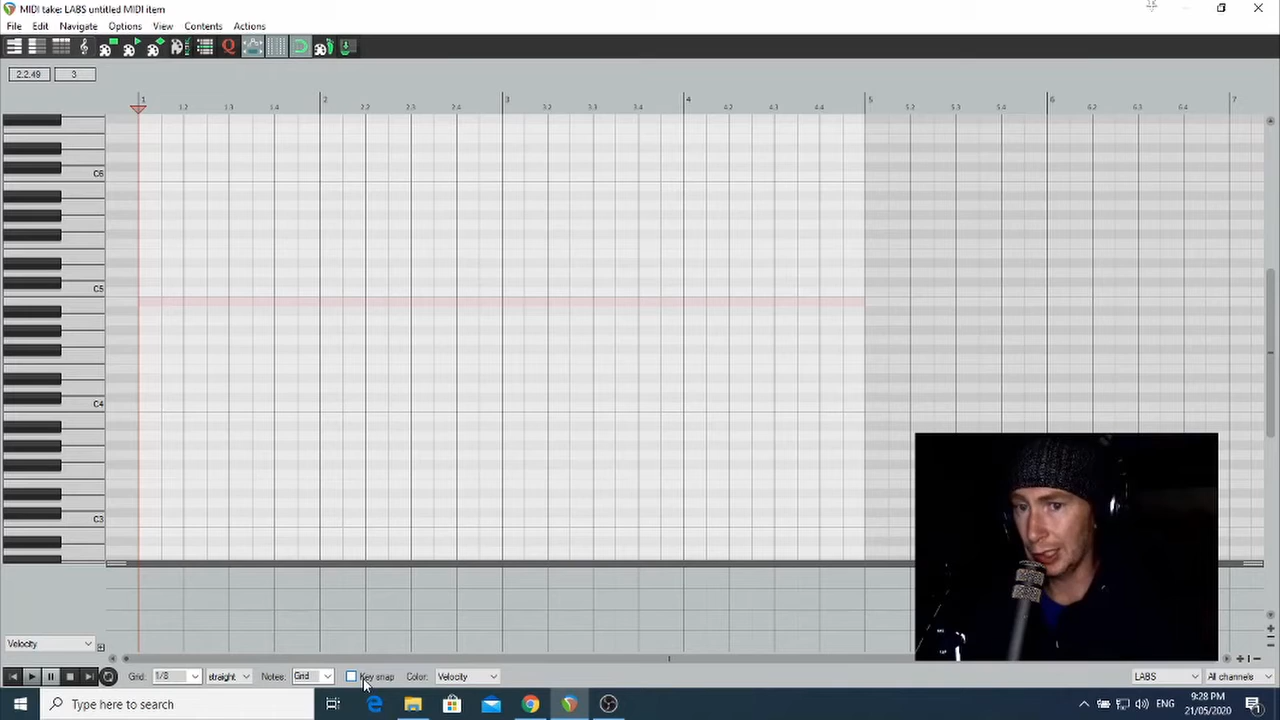 MIDI take: LABS untitled MIDI item
File Edit Navigate Options View Contents Actions
Q
2.2.49 3
1 1.2 1.3 1.4 2 2.2 2.3 2.4 3 3.2 3.3 3.4 4 4.2 4.3 4.4 5 5.2 5.3 5.4 6 6.2 6.3 6.4 7
C6
C5
C4
C3
Velocity
Grid: 1/8 straight Notes: Grid Key snap Color: Velocity LABS All channels
Type here to search
ENG
9:28 PM
21/05/2020